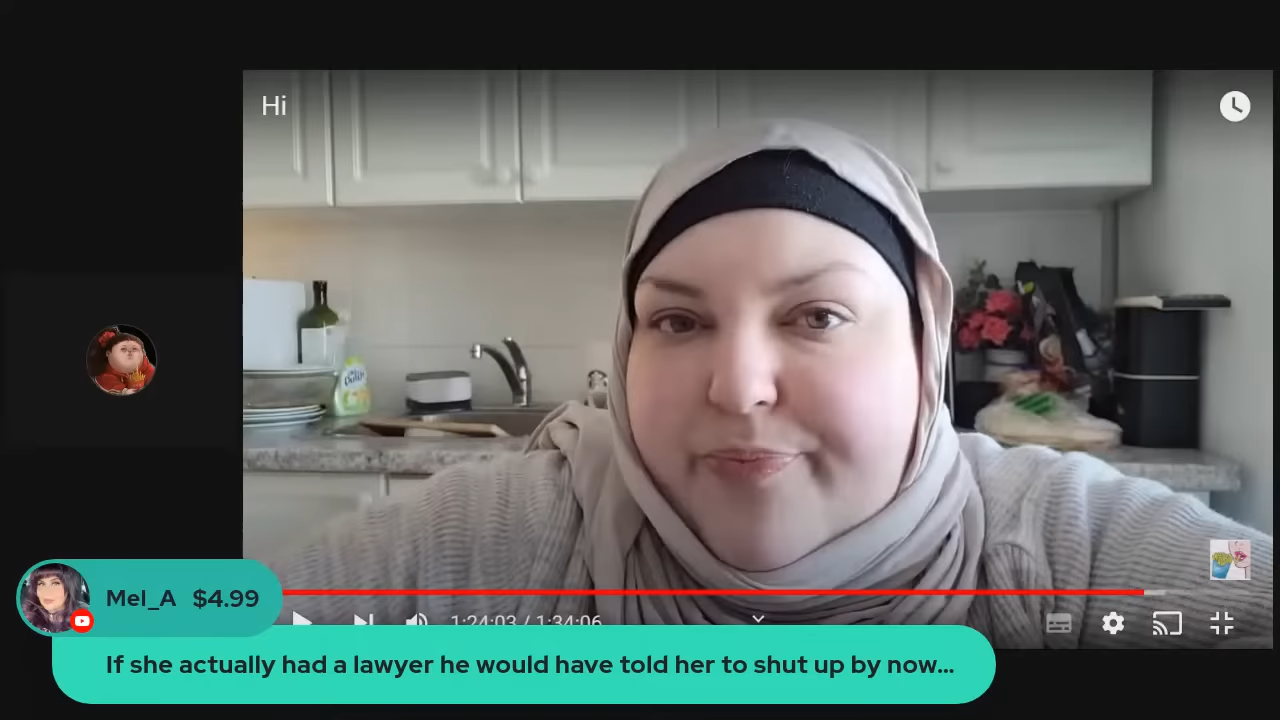 Hi
Mel_A $4.99
1:24:03 / 1:34:06
If she actually had a lawyer he would have told her to shut up by now...